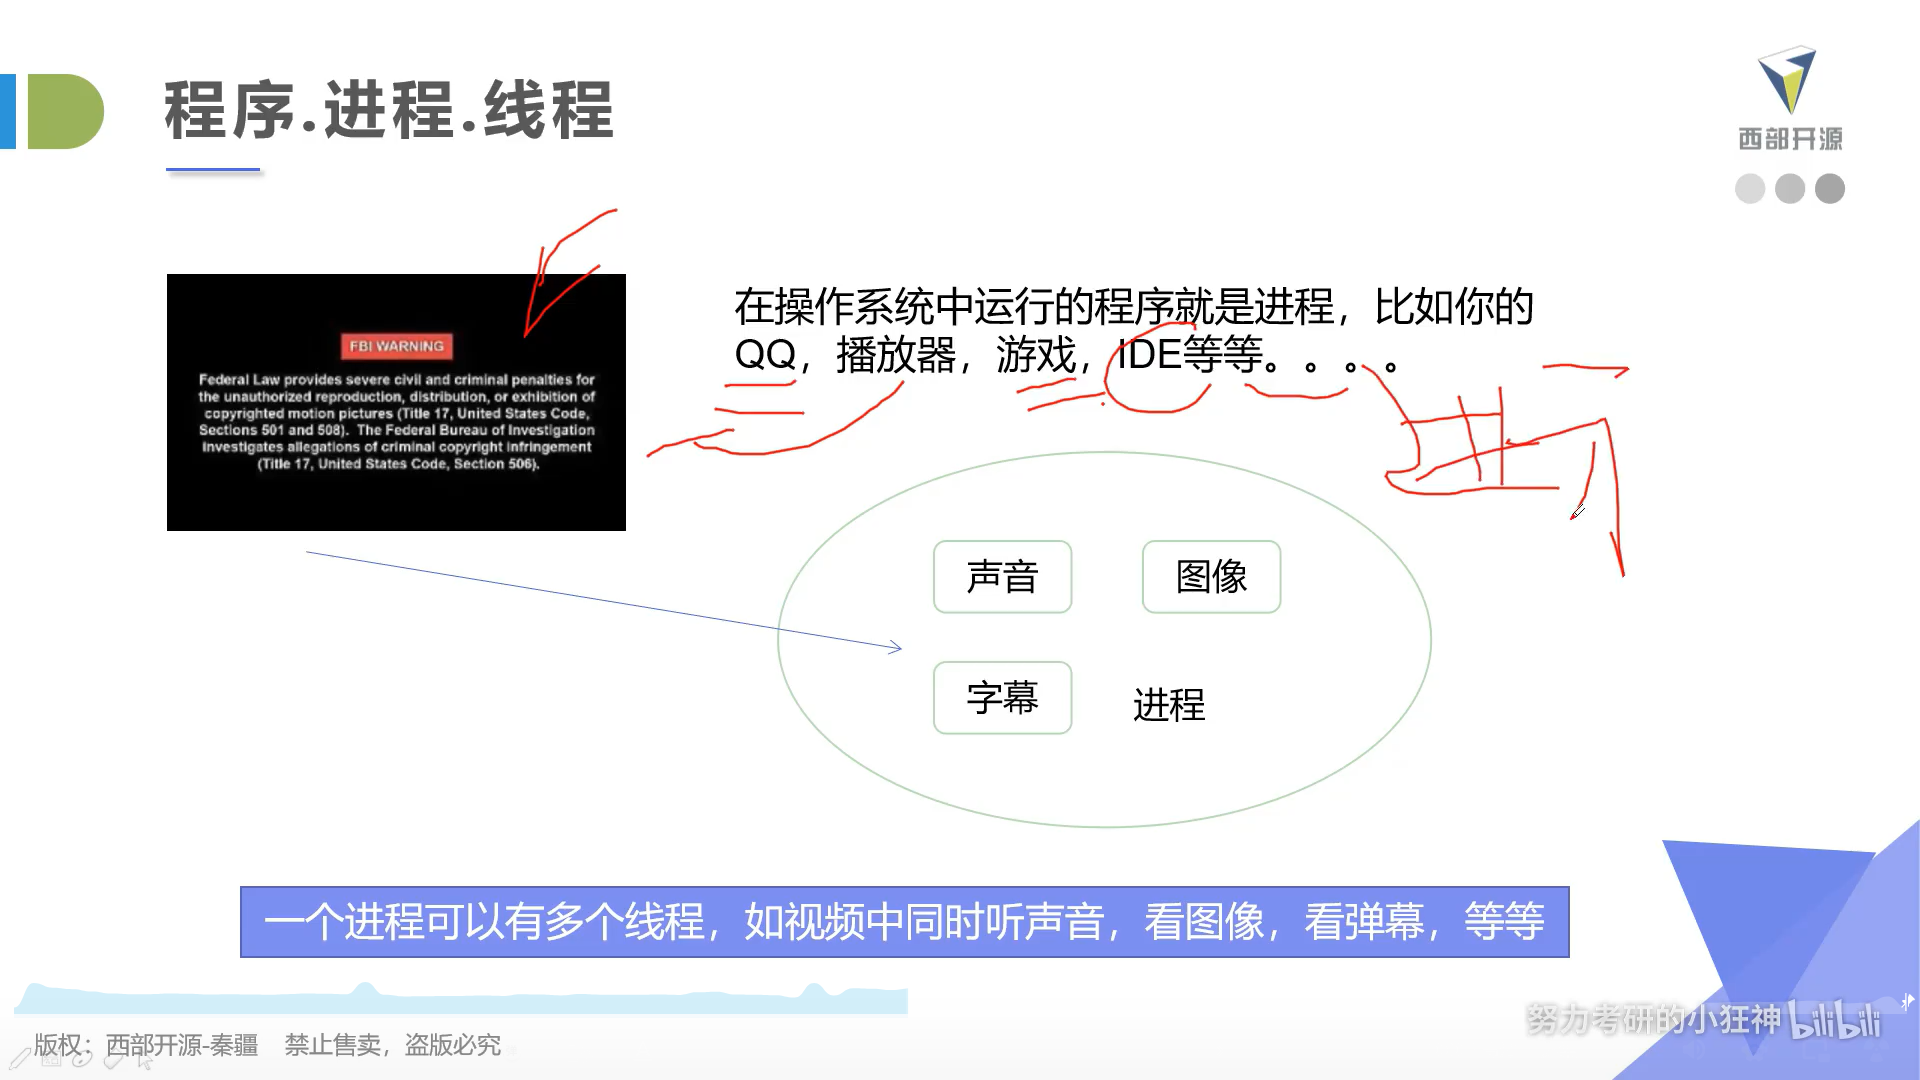 程序.进程.线程
西部开源
FBI WARNING
Federal Law provides severe civil and criminal penalties for
the unauthorized reproduction, distribution, or exhibition of
copyrighted motion pictures (Title 17, United States Code,
Sections 501 and 508). The Federal Bureau of Investigation
investigates allegations of criminal copyright infringement
(Title 17, United States Code, Section 506).
在操作系统中运行的程序就是进程，比如你的
QQ，播放器，游戏，IDE等等。。。。
声音
图像
字幕
进程
一个进程可以有多个线程，如视频中同时听声音，看图像，看弹幕，等等
努力考研的小狂神 bilibili
版权：西部开源-秦疆 禁止售卖，盗版必究